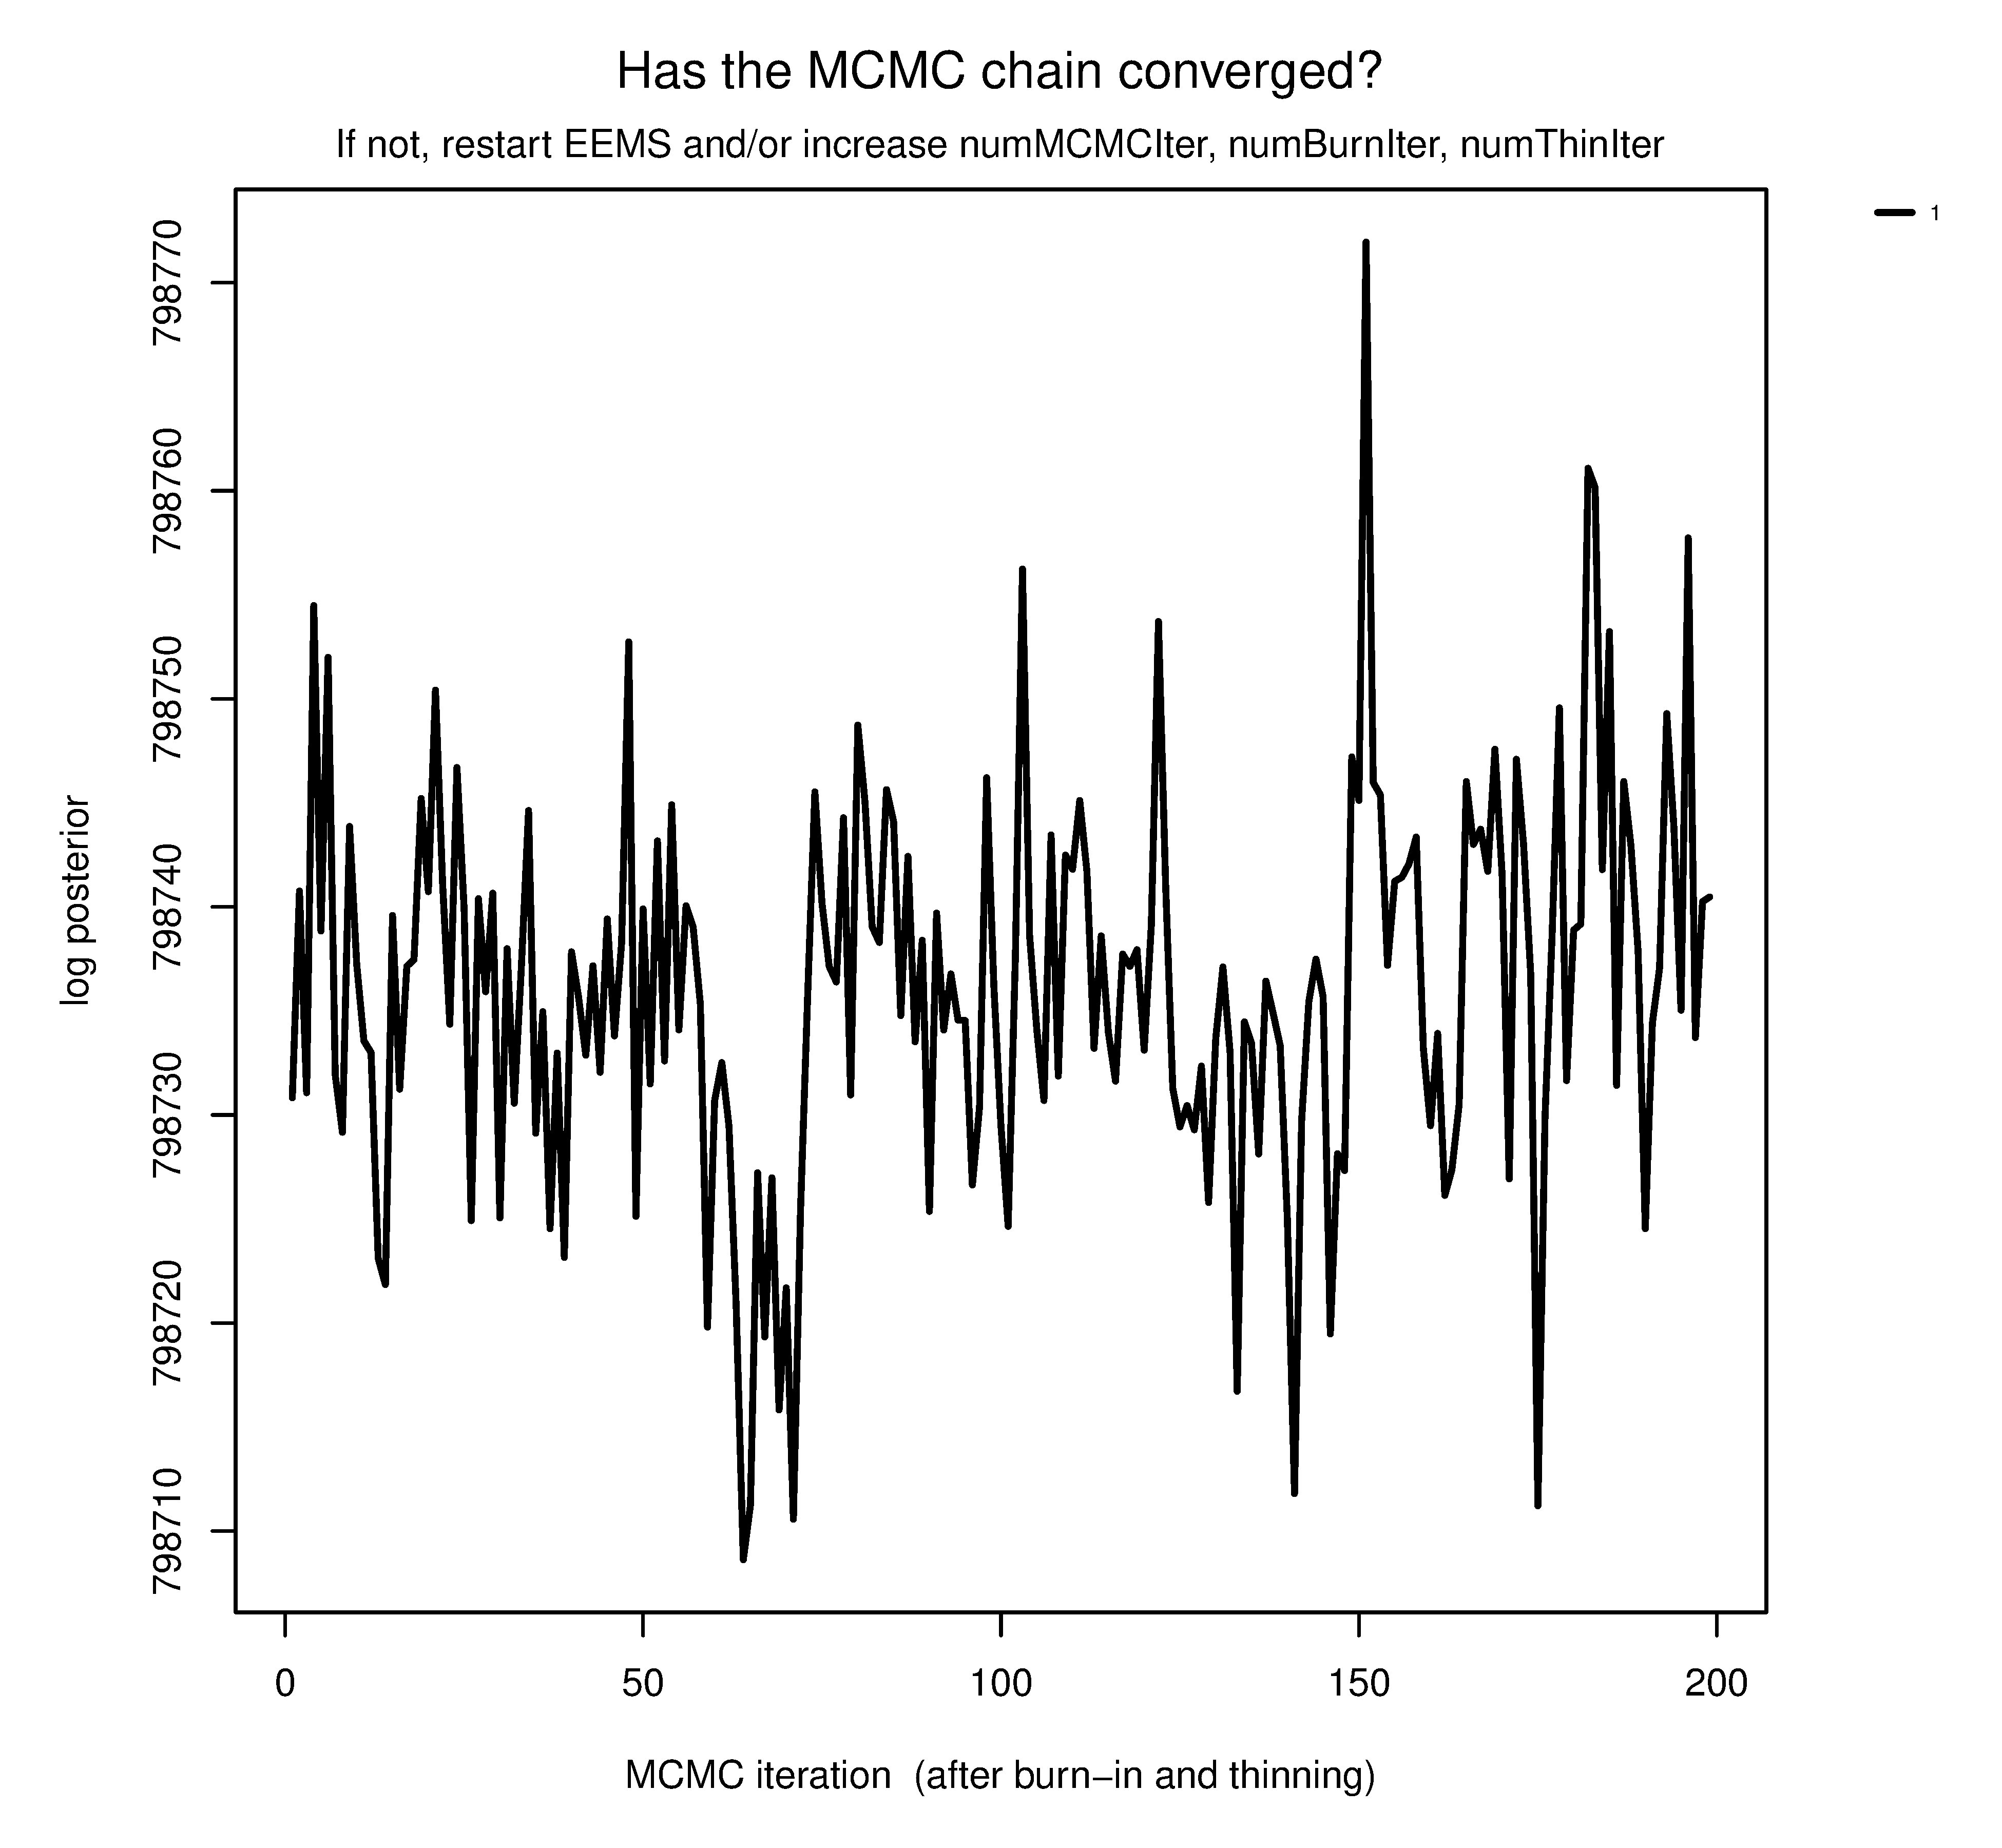 Has the MCMC chain converged?
If not, restart EEMS and/or increase numMCMCIter, numBurnIter, numThinIter
1
798770
798760
798750
798740
798730
798720
798710
log posterior
0 50 100 150 200
MCMC iteration (after burn−in and thinning)